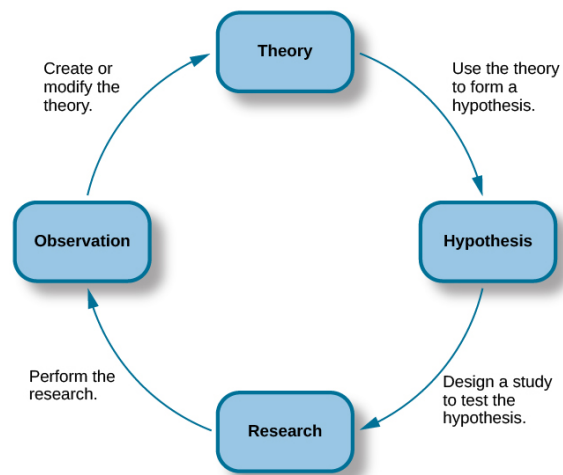 Theory
Use the theory
to form a
hypothesis.
Hypothesis
Design a study
to test the
hypothesis.
Research
Perform the
research.
Observation
Create or
modify the
theory.